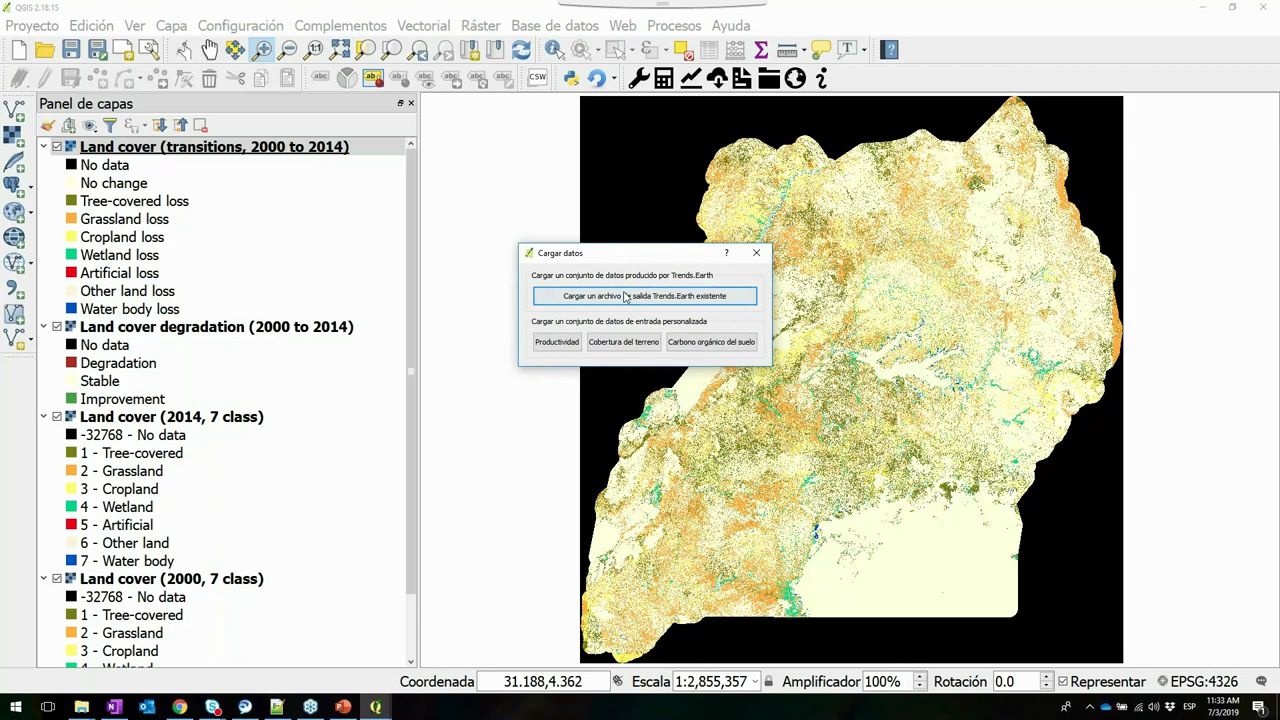 QGIS 2.18.15
Proyecto Edición Ver Capa Configuración Complementos Vectorial Ráster Base de datos Web Procesos Ayuda
CSW
Panel de capas
Land cover (transitions, 2000 to 2014)
No data
No change
Tree-covered loss
Grassland loss
Cropland loss
Wetland loss
Artificial loss
Other land loss
Water body loss
Land cover degradation (2000 to 2014)
No data
Degradation
Stable
Improvement
Land cover (2014, 7 class)
-32768 - No data
1 - Tree-covered
2 - Grassland
3 - Cropland
4 - Wetland
5 - Artificial
6 - Other land
7 - Water body
Land cover (2000, 7 class)
-32768 - No data
1 - Tree-covered
2 - Grassland
3 - Cropland
4 - Wetland
Cargar datos
Cargar un conjunto de datos producido por Trends.Earth
Cargar un archivo de salida Trends.Earth existente
Cargar un conjunto de datos de entrada personalizada
Productividad Cobertura del terreno Carbono orgánico del suelo
Coordenada 31.188,4.362 Escala 1:2,855,357 Amplificador 100% Rotación 0.0 Representar EPSG:4326
ESP 11:33 AM
7/3/2019